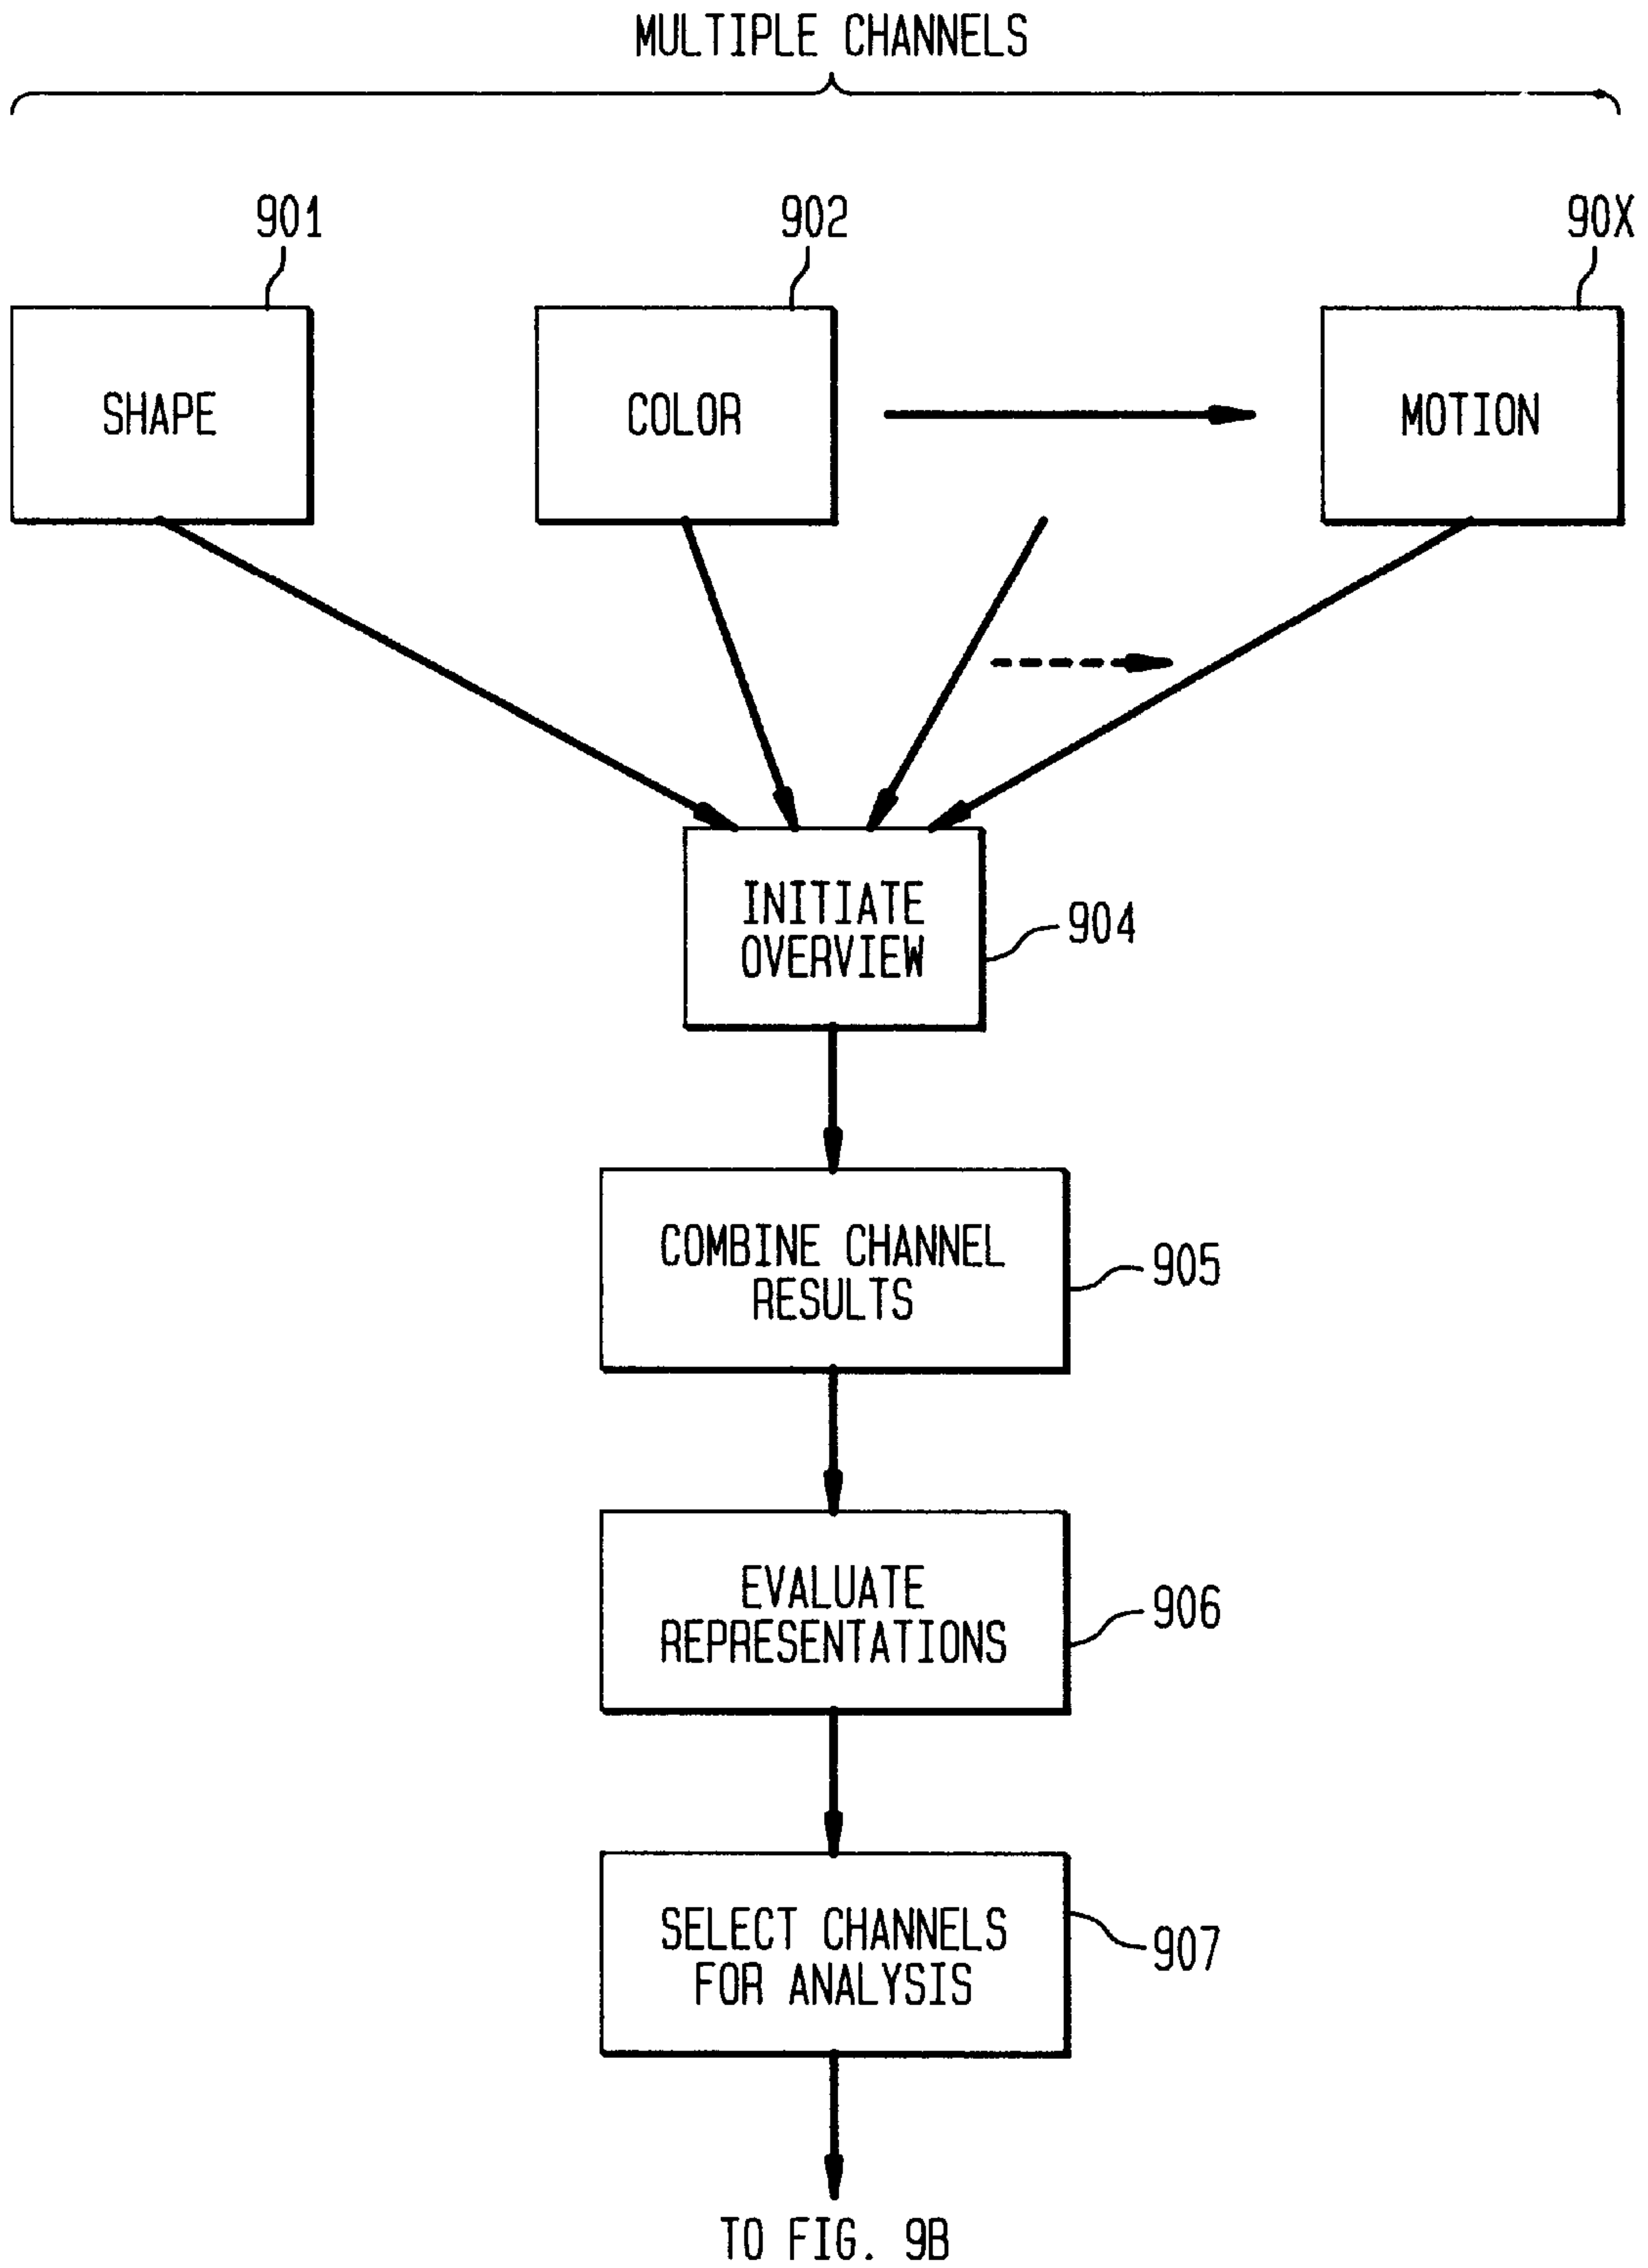 MULTIPLE CHANNELS
901
902
90X
SHAPE
COLOR
MOTION
INITIATE
OVERVIEW
904
COMBINE CHANNEL
RESULTS
905
EVALUATE
REPRESENTATIONS
906
SELECT CHANNELS
FOR ANALYSIS
907
TO FIG. 9B